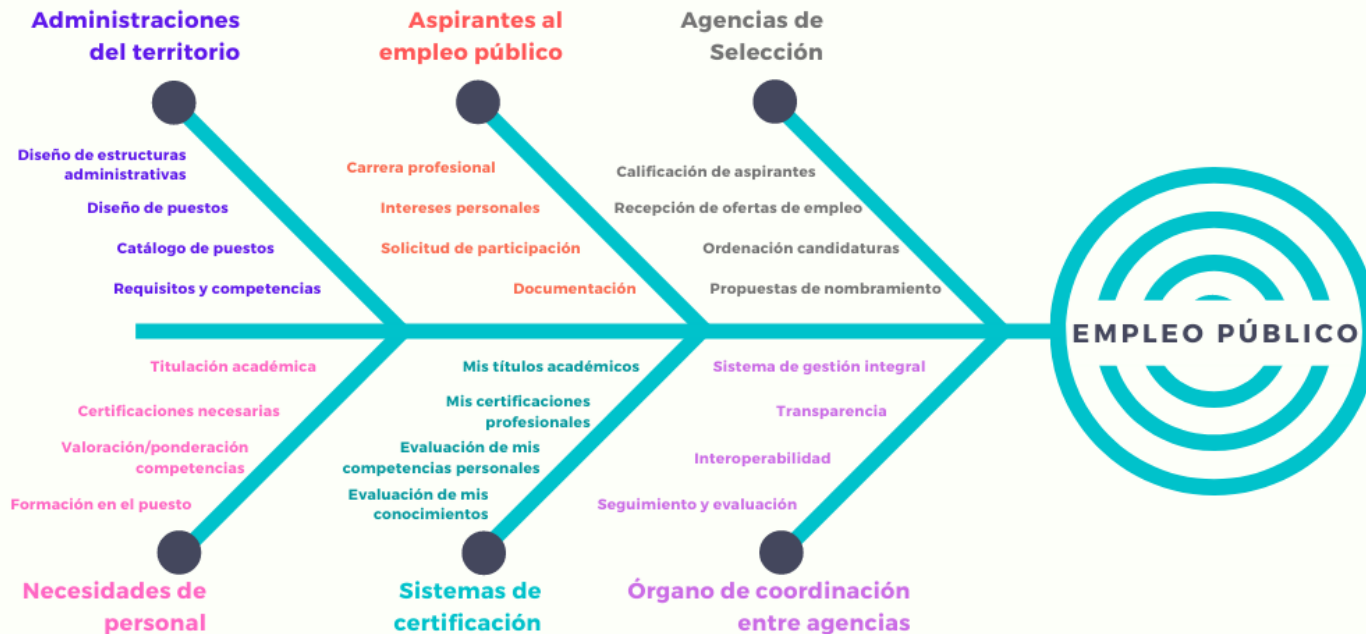 Administraciones
del territorio
Aspirantes al
empleo público
Agencias de
Selección
Diseño de estructuras
administrativas
Diseño de puestos
Catálogo de puestos
Requisitos y competencias
Carrera profesional
Intereses personales
Solicitud de participación
Documentación
Calificación de aspirantes
Recepción de ofertas de empleo
Ordenación candidaturas
Propuestas de nombramiento
EMPLEO PÚBLICO
Titulación académica
Certificaciones necesarias
Valoración/ponderación
competencias
Formación en el puesto
Mis títulos académicos
Mis certificaciones
profesionales
Evaluación de mis
competencias personales
Evaluación de mis
conocimientos
Sistema de gestión integral
Transparencia
Interoperabilidad
Seguimiento y evaluación
Necesidades de
personal
Sistemas de
certificación
Órgano de coordinación
entre agencias